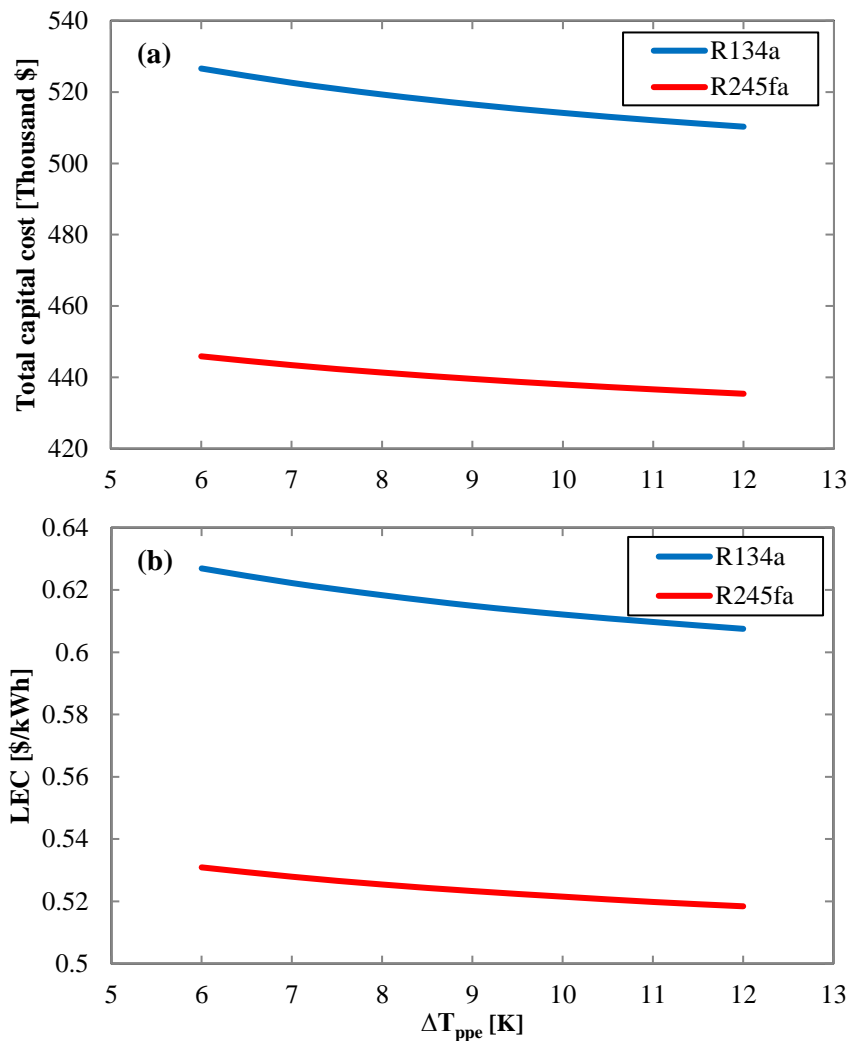 540
520
500
480
460
440
420
Total capital cost [Thousand $]
(a)
R134a
R245fa
5 6 7 8 9 10 11 12 13
0.64
0.62
0.6
0.58
0.56
0.54
0.52
0.5
LEC [$/kWh]
(b)
R134a
R245fa
5 6 7 8 9 10 11 12 13
ΔTppe [K]